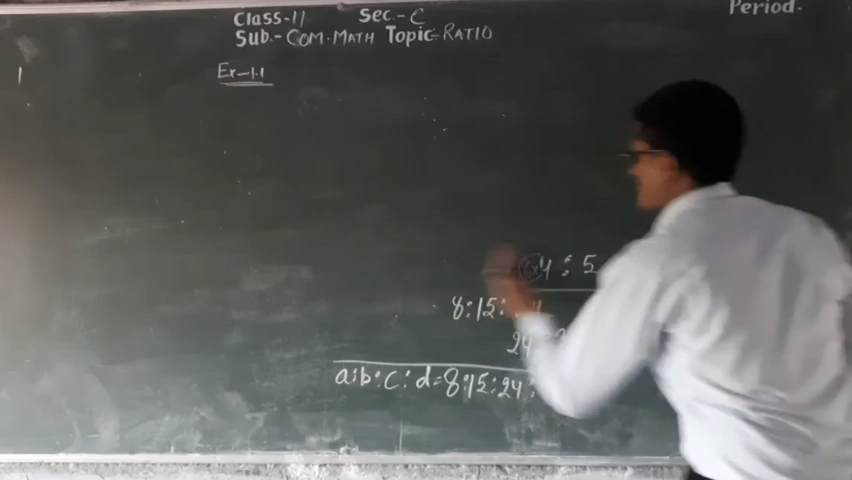 Class-11 Sec.-C Period.
Sub.-COM.MATH Topic-RATIO
Ex-1.1
4:5
8:15:
24
a:b:c:d=8:15:24: